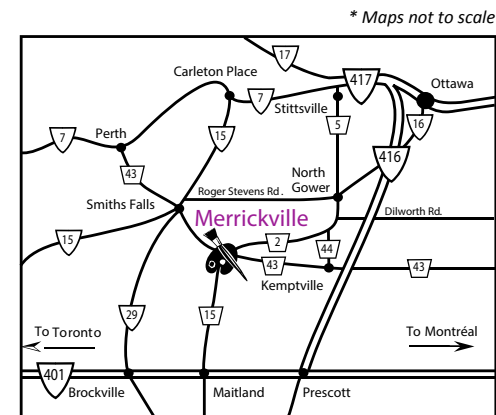 * Maps not to scale
17
Carleton Place
417
Ottawa
7
Stittsville
5
16
7
Perth
15
416
43
North
Gower
Roger Stevens Rd.
Smiths Falls
Merrickville
Dilworth Rd.
2
44
15
43
43
Kemptville
29
15
To Toronto
To Montréal
401
Brockville
Maitland
Prescott